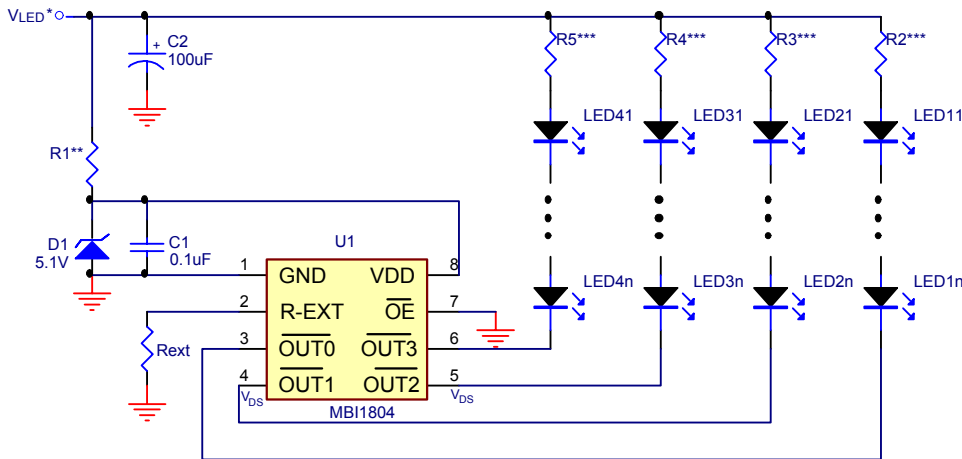 VLED*
C2
100uF
R5***
R4***
R3***
R2***
LED41
LED31
LED21
LED11
R1**
D1
5.1V
C1
0.1uF
U1
1
GND
VDD
8
2
R-EXT
OE
7
3
OUT0
OUT3
6
4
OUT1
OUT2
5
VDS
VDS
MBI1804
Rext
LED4n
LED3n
LED2n
LED1n